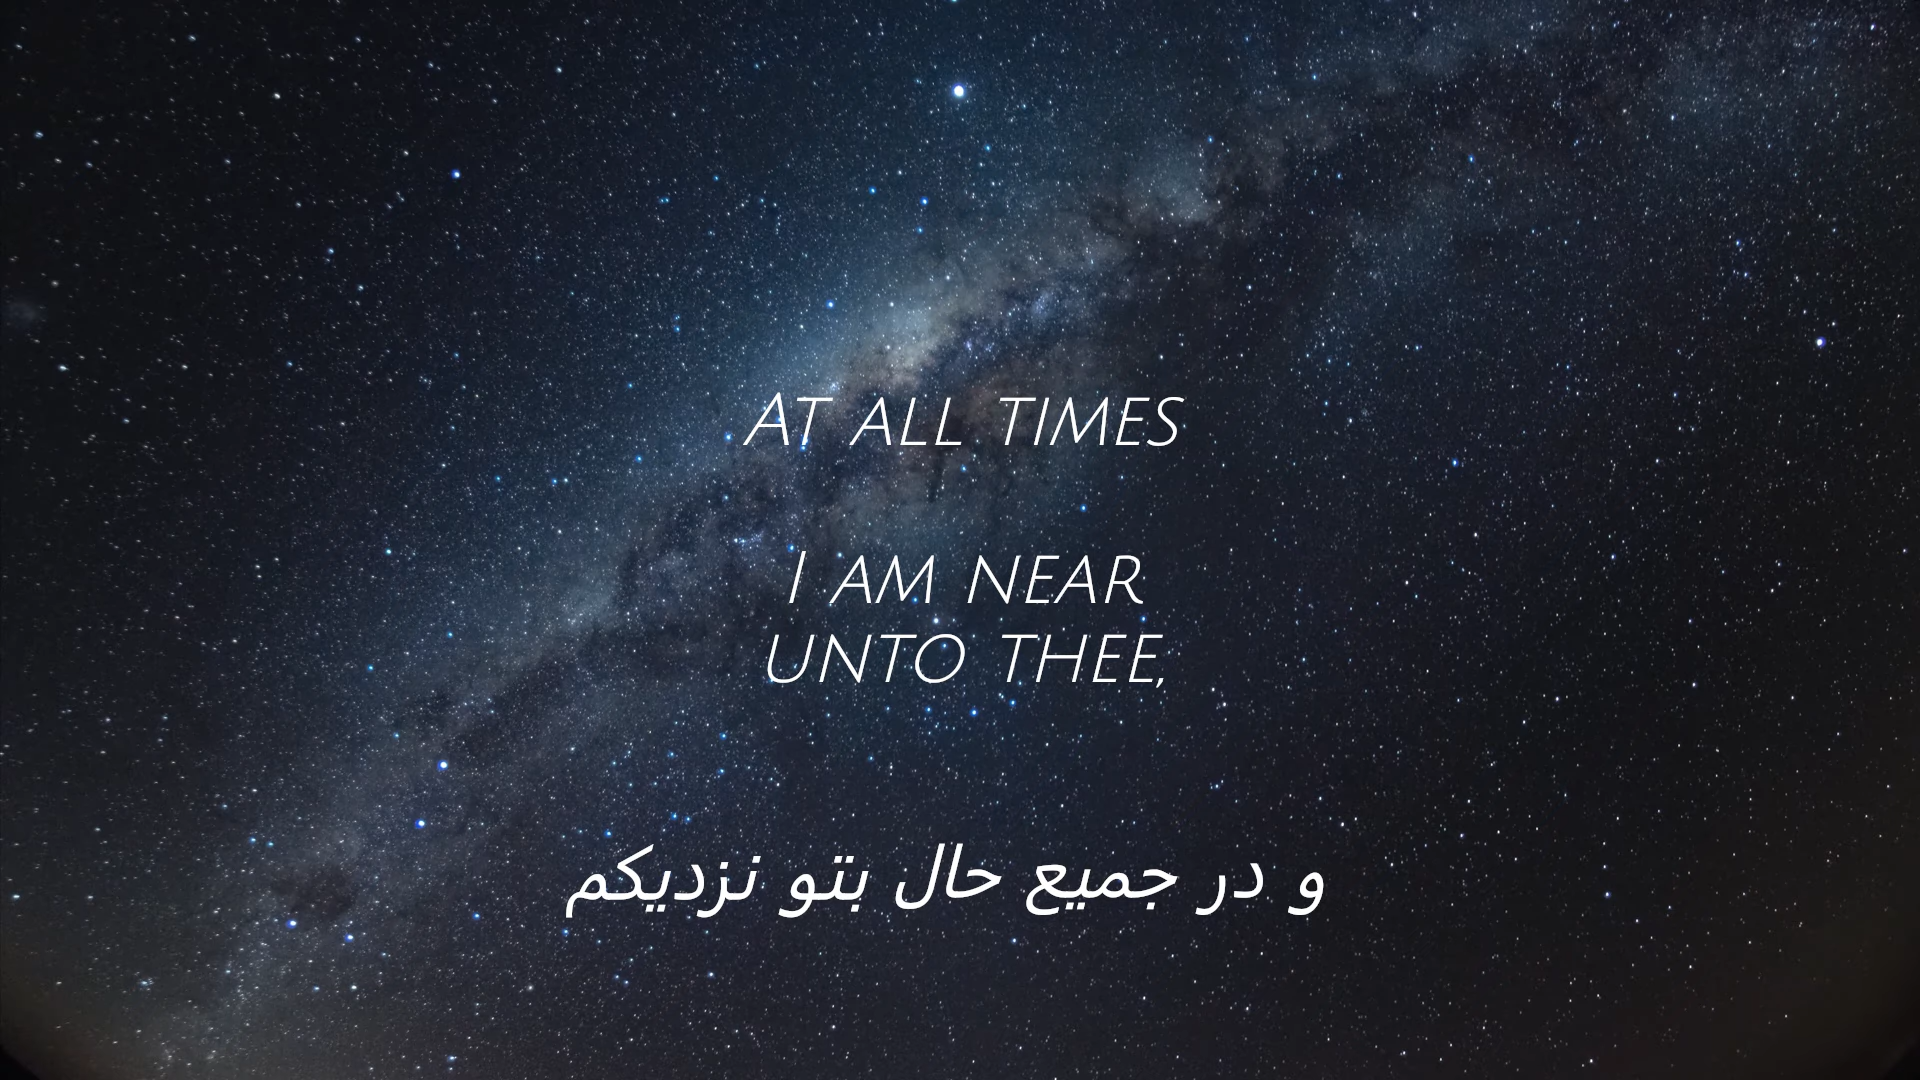 AT ALL TIMES
I AM NEAR
UNTO THEE,
و در جمیع حال بتو نزدیکم